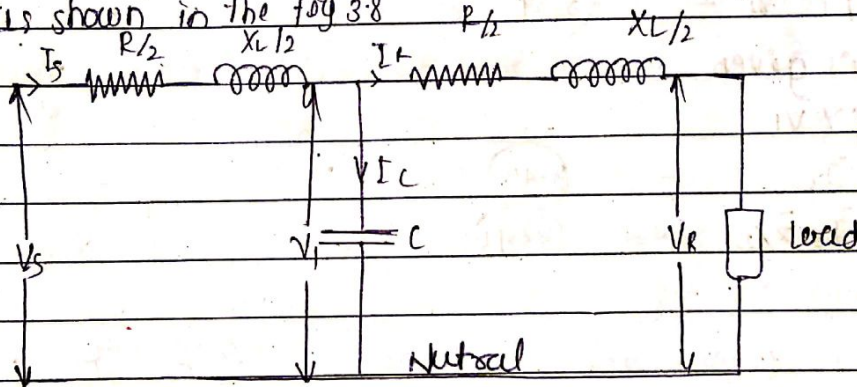 is shown in the fog 3.8
R/2 XL/2 R/2 XL/2
Is Ir
Ic
Vs V1 C VR Load
Nutral